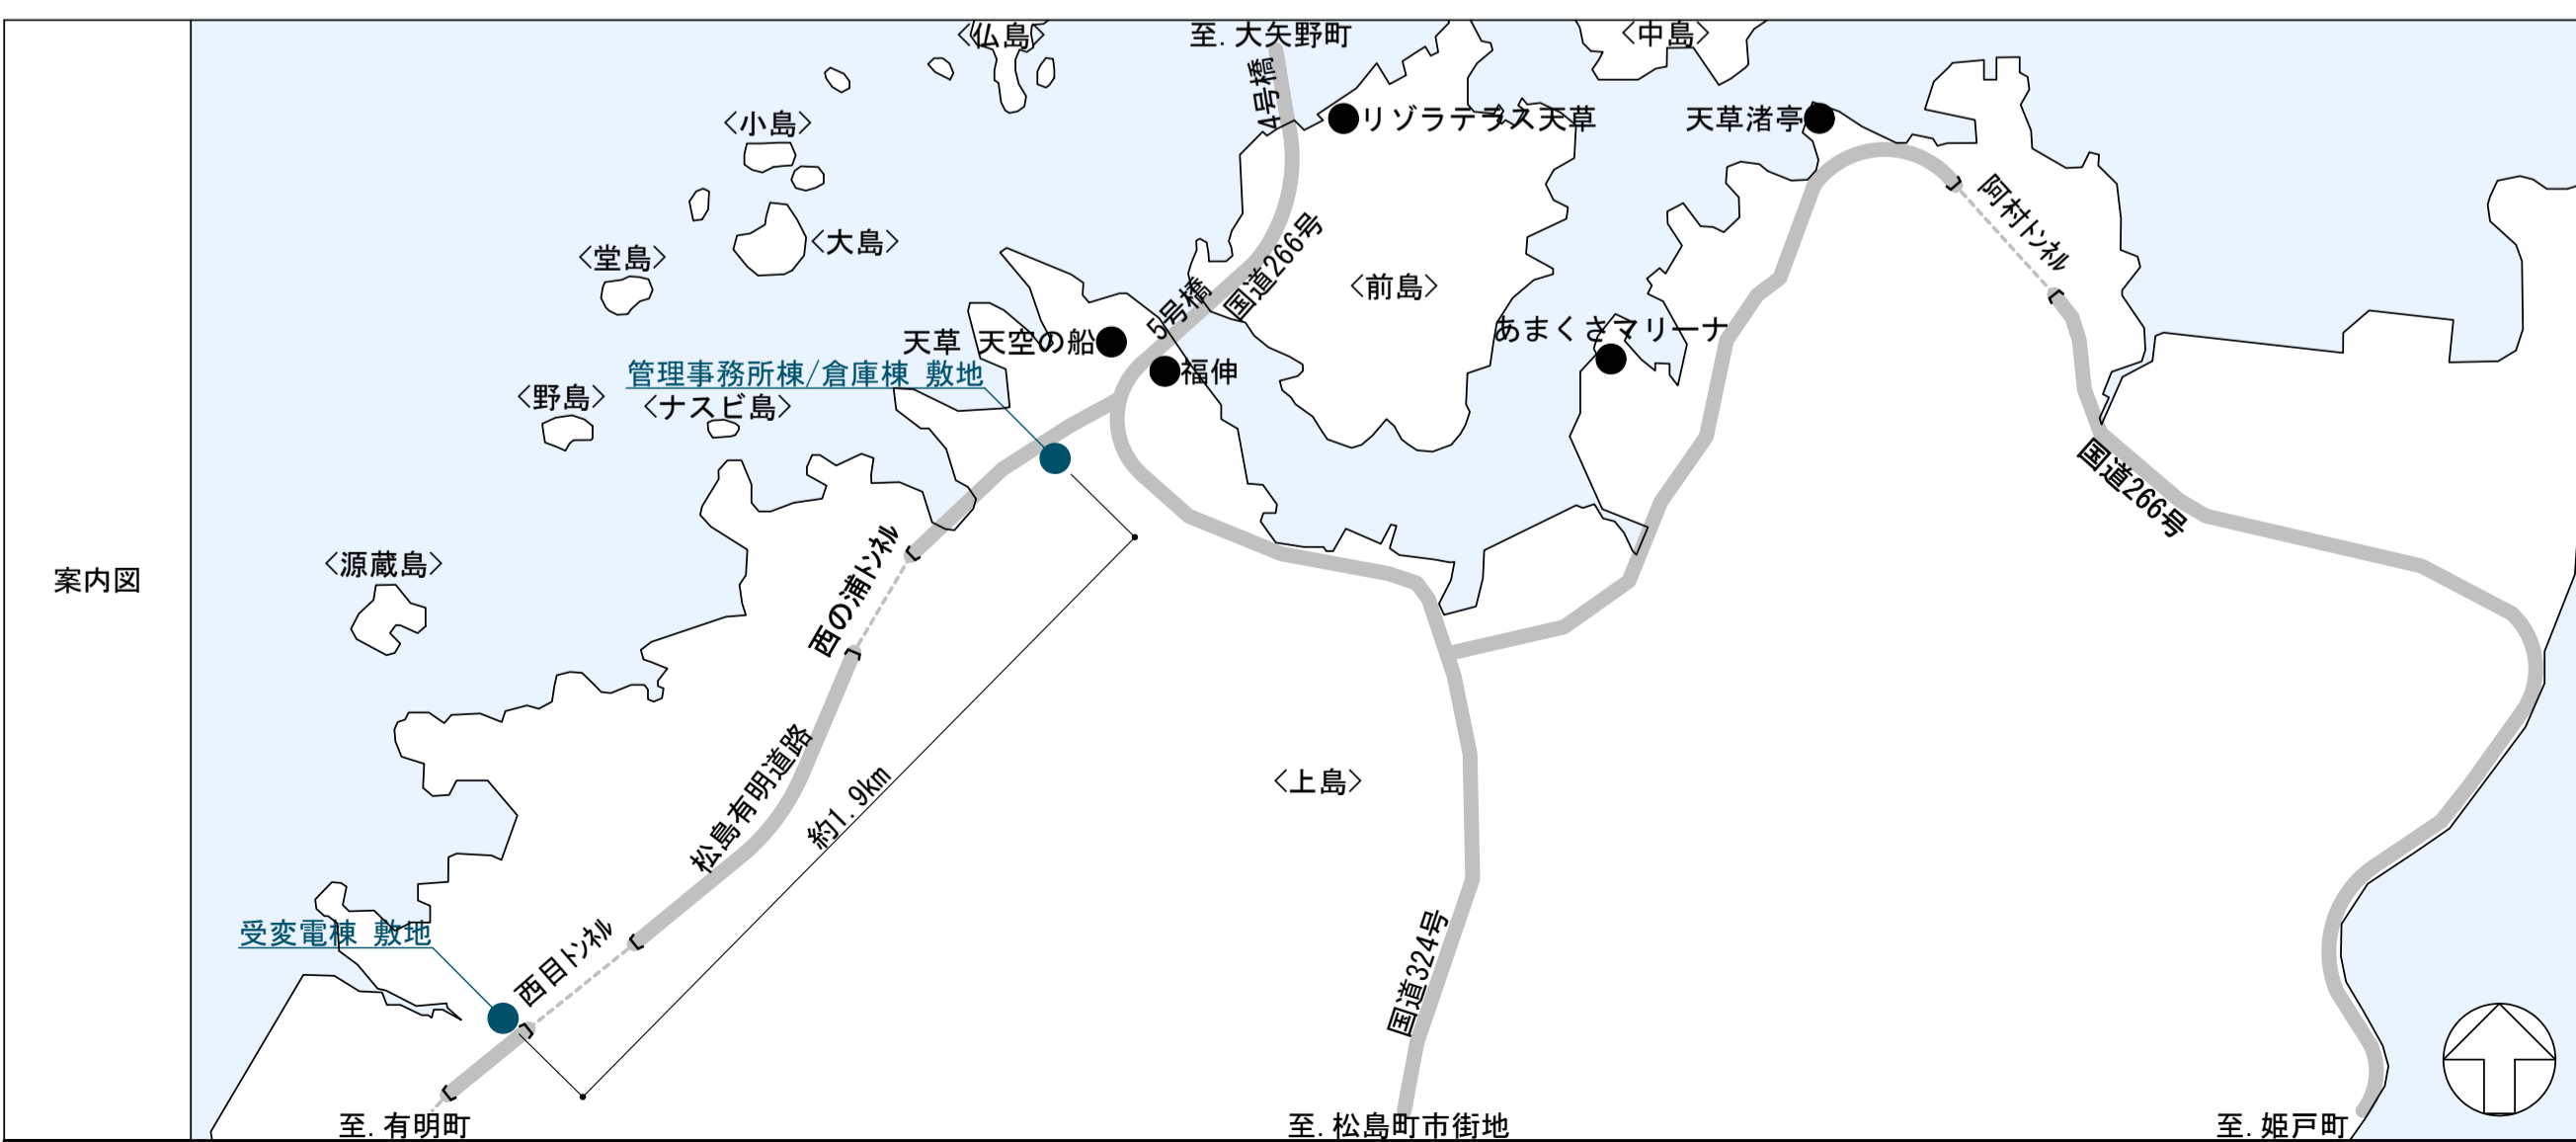 案内図
<仏島>
至. 大矢野町
<中島>
4号橋
リゾラテラス天草
天草渚亭
<小島>
<大島>
<堂島>
阿村トンネル
国道266号
5号橋
<前島>
あまくさマリーナ
天草 天空の船
福伸
管理事務所棟/倉庫棟 敷地
<野島>
<ナスビ島>
国道266号
<源蔵島>
西の浦トンネル
松島有明道路
約1.9km
<上島>
受変電棟 敷地
西目トンネル
国道324号
至. 有明町
至. 松島町市街地
至. 姫戸町